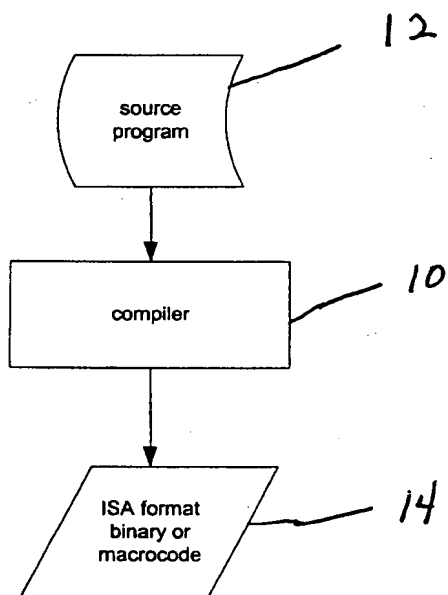 12
source
program
10
compiler
14
ISA format
binary or
macrocode